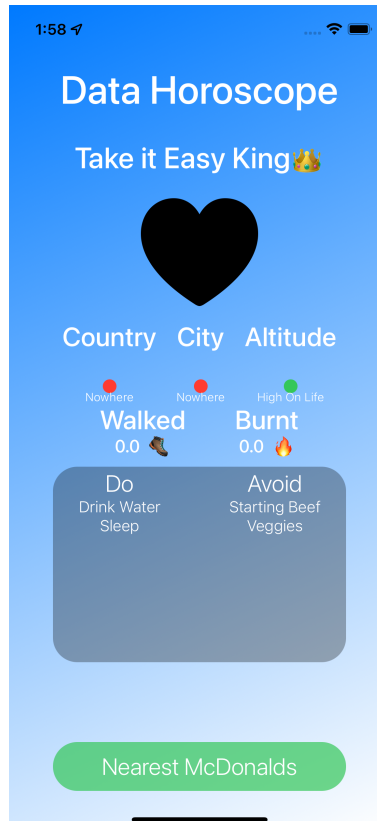 1:58
Data Horoscope
Take it Easy King👑
Country City Altitude
Nowhere Nowhere High On Life
Walked Burnt
0.0 🥾 0.0 🔥
Do Avoid
Drink Water Starting Beef
Sleep Veggies
Nearest McDonalds